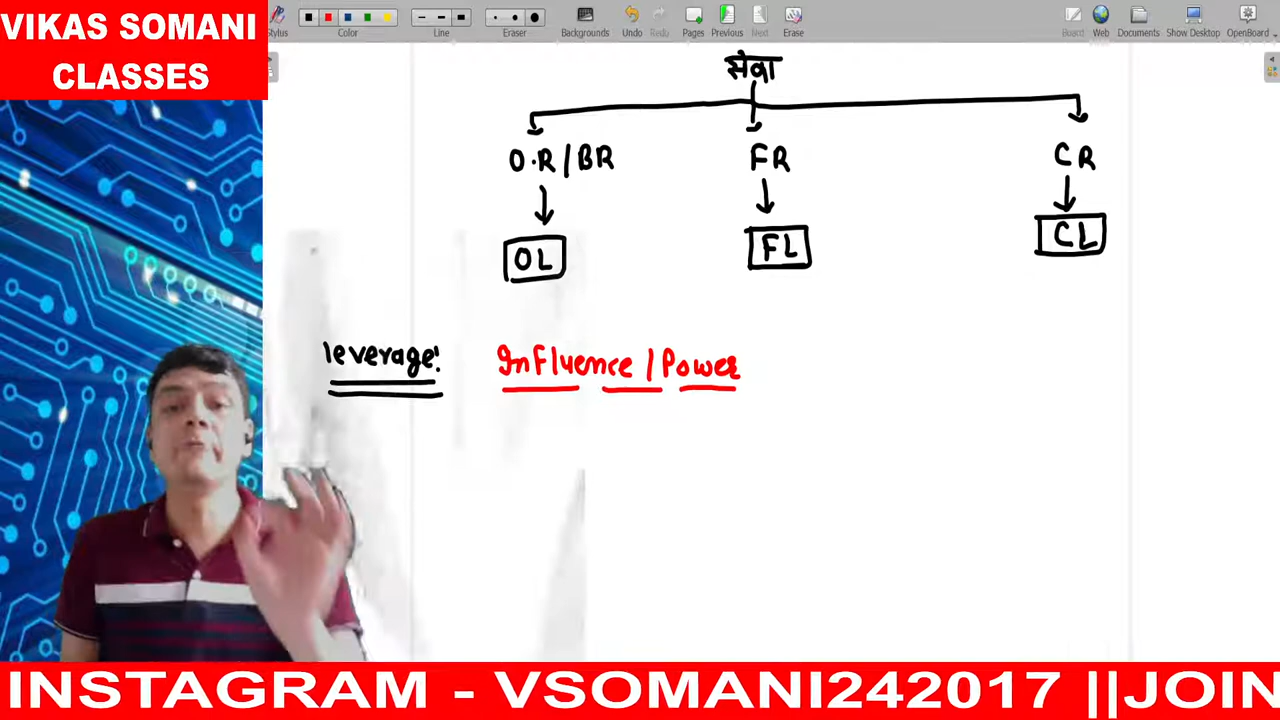 VIKAS SOMANI
CLASSES
Stylus Color Line Eraser Backgrounds Undo Redo Pages Previous Next Erase Board Web Documents Show Desktop OpenBoard
सेवा
O.R/BR FR CR
OL FL CL
leverage: Influence / Power
INSTAGRAM - VSOMANI242017 ||JOIN